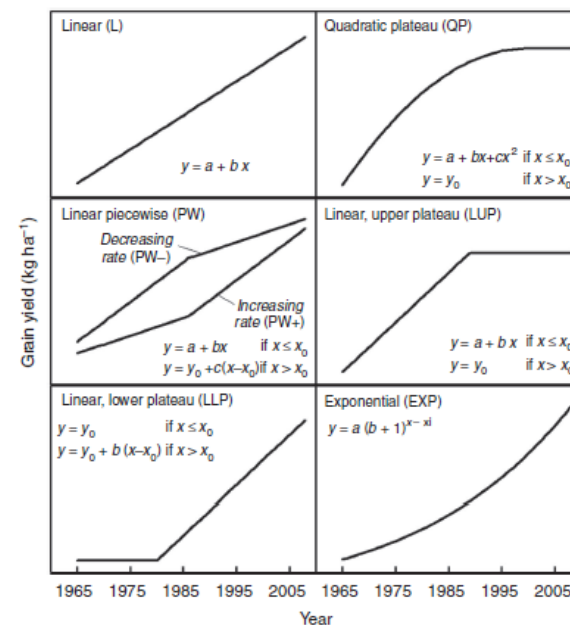 Linear (L)
y = a + b x
Quadratic plateau (QP)
y = a + bx+cx² if x ≤ x₀
y = y₀ if x > x₀
Linear piecewise (PW)
Decreasing
rate (PW–)
Increasing
rate (PW+)
y = a + bx if x ≤ x₀
y = y₀ +c(x–x₀)if x > x₀
Linear, upper plateau (LUP)
y = a + b x if x ≤ x₀
y = y₀ if x > x₀
Linear, lower plateau (LLP)
y = y₀ if x ≤ x₀
y = y₀ + b (x–x₀) if x > x₀
Exponential (EXP)
y = a (b + 1)ˣ⁻ ˣⁱ
Grain yield (kg ha⁻¹)
1965 1975 1985 1995 2005 1965 1975 1985 1995 2005
Year